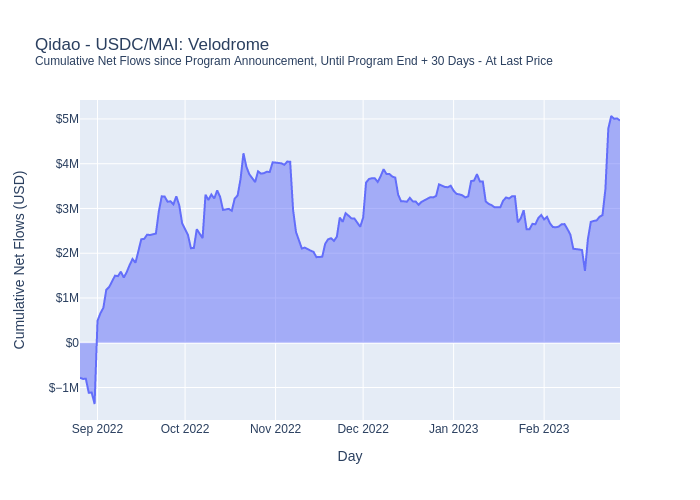 Qidao - USDC/MAI: Velodrome
Cumulative Net Flows since Program Announcement, Until Program End + 30 Days - At Last Price
Cumulative Net Flows (USD)
$5M
$4M
$3M
$2M
$1M
$0
$−1M
Sep 2022 Oct 2022 Nov 2022 Dec 2022 Jan 2023 Feb 2023
Day